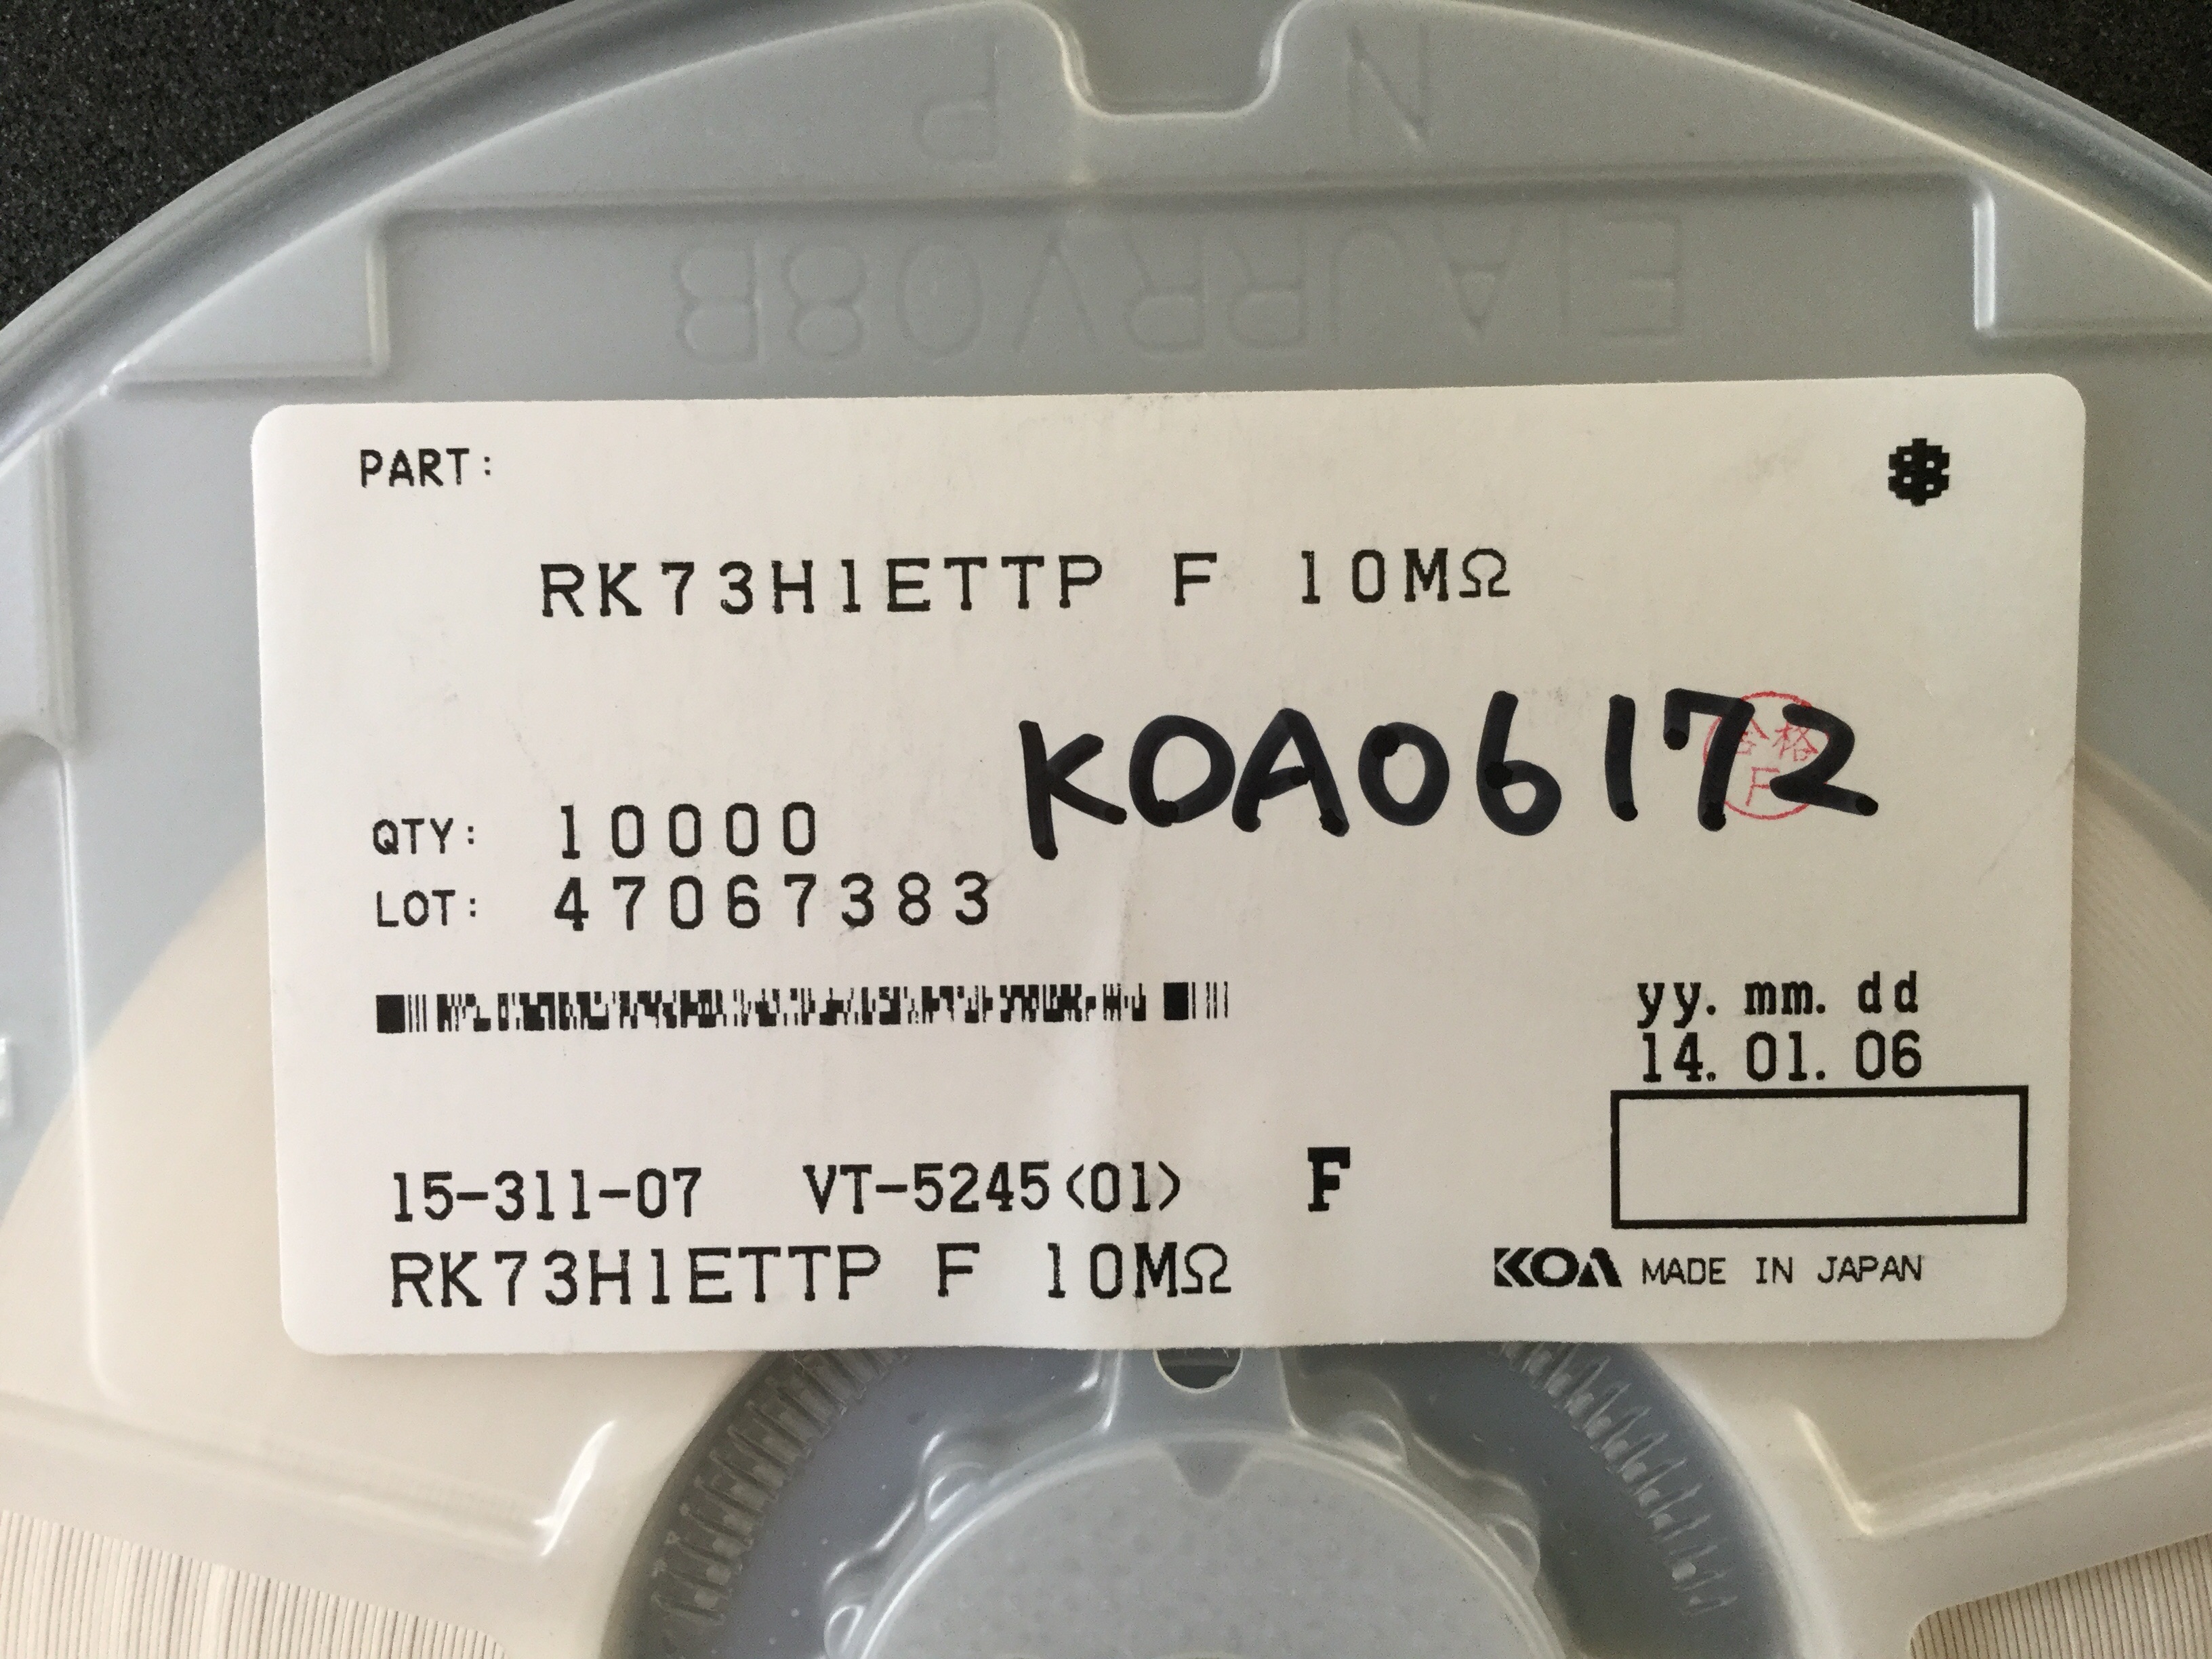 N P
EIAJRRV08B
PART:
RK73H1ETTP F 10MΩ
KOA06172
合格
F
QTY: 10000
LOT: 47067383
yy. mm. dd
14. 01. 06
15-311-07 VT-5245<01> F
RK73H1ETTP F 10MΩ
KOA MADE IN JAPAN